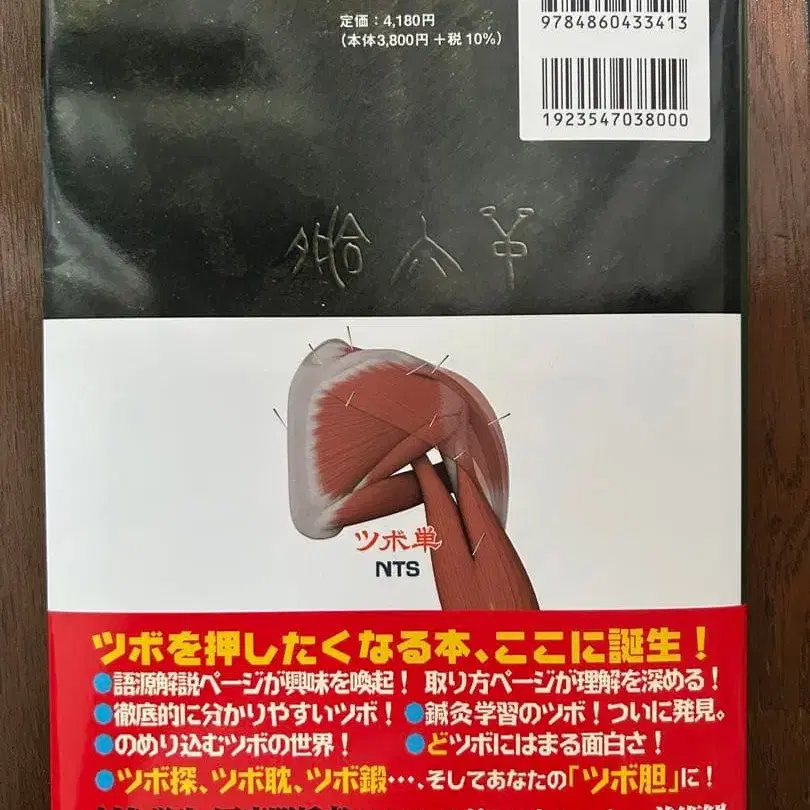 定価：4,180円
(本体3,800円＋税10%)
9784860433413
1923547038000
ツボ単
NTS
ツボを押したくなる本、ここに誕生！
●語源解説ページが興味を喚起！ 取り方ページが理解を深める！
●徹底的に分かりやすいツボ！ ●鍼灸学習のツボ！ついに発見。
●のめり込むツボの世界！ ●どツボにはまる面白さ！
●ツボ探、ツボ耽、ツボ鍛…、そしてあなたの「ツボ胆」に！